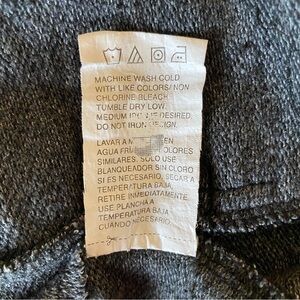 MACHINE WASH COLD
WITH LIKE COLORS/NON
CHLORINE BLEACH
TUMBLE DRY LOW.
MEDIUM DESIRED.
DO NOT IRON DESIGN.
LAVAR A EN
AGUA COLORES
SIMILARES. SOLO USE
BLANQUEADOR SIN CLORO
SI ES NECESARIO. SECAR A
TEMPERATURA BAJA,
RETIRE INMEDIATAMENTE.
USE PLANCHA A
TEMPERATURA BAJA
CUANDO NECESARIO.